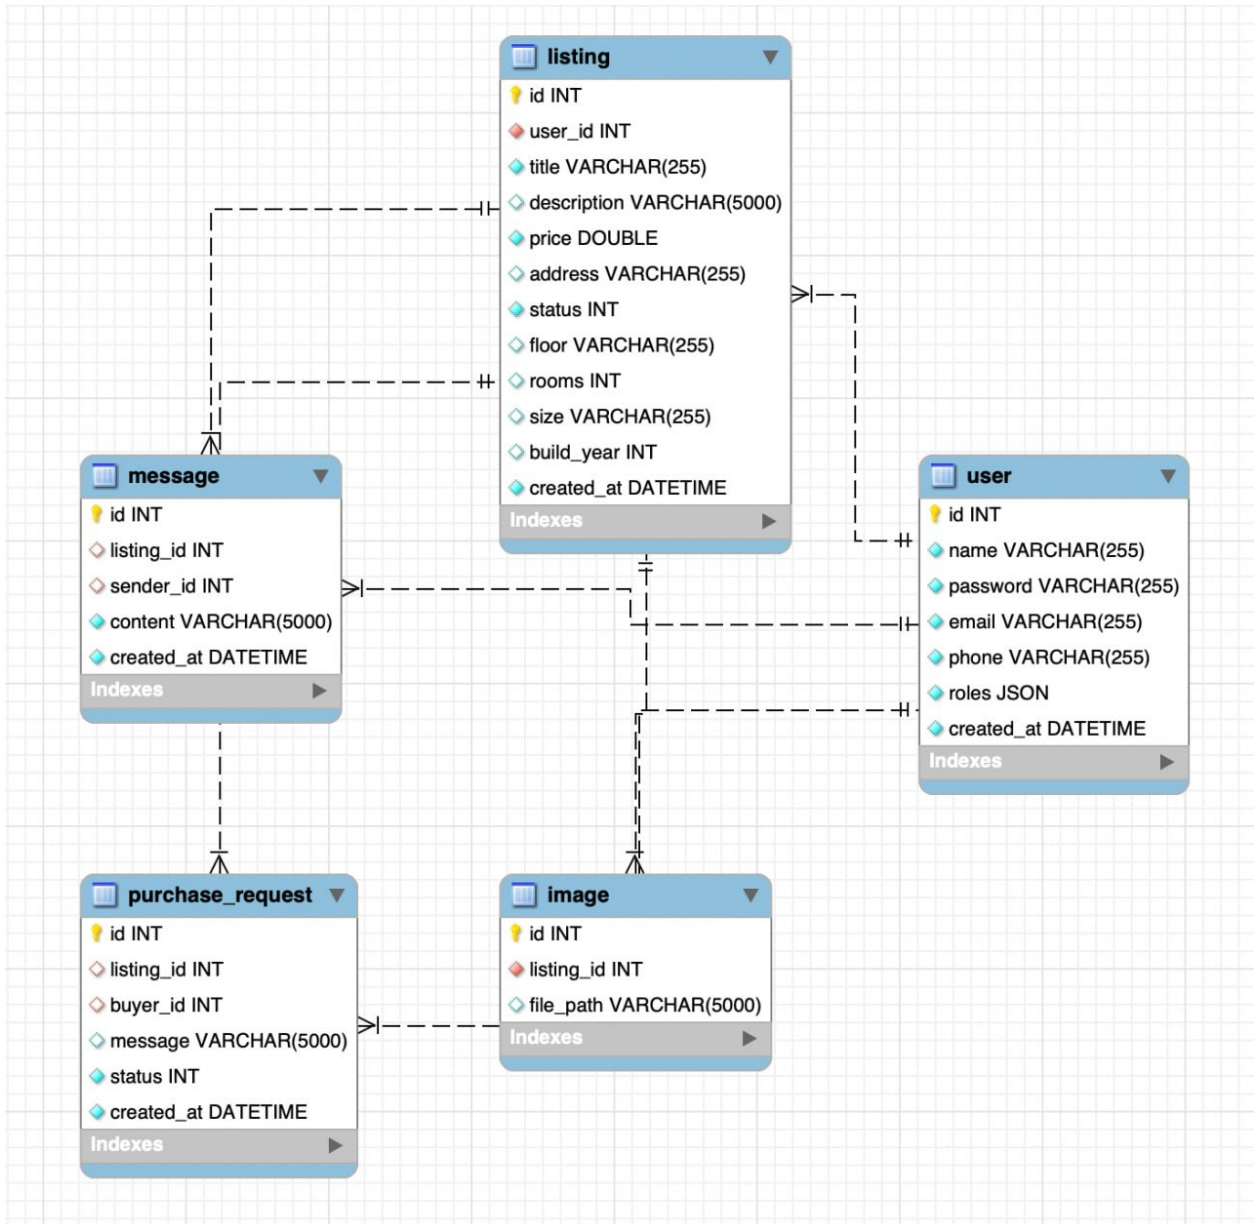 listing
id INT
user_id INT
title VARCHAR(255)
description VARCHAR(5000)
price DOUBLE
address VARCHAR(255)
status INT
floor VARCHAR(255)
rooms INT
size VARCHAR(255)
build_year INT
created_at DATETIME
Indexes
message
id INT
listing_id INT
sender_id INT
content VARCHAR(5000)
created_at DATETIME
Indexes
user
id INT
name VARCHAR(255)
password VARCHAR(255)
email VARCHAR(255)
phone VARCHAR(255)
roles JSON
created_at DATETIME
Indexes
purchase_request
id INT
listing_id INT
buyer_id INT
message VARCHAR(5000)
status INT
created_at DATETIME
Indexes
image
id INT
listing_id INT
file_path VARCHAR(5000)
Indexes